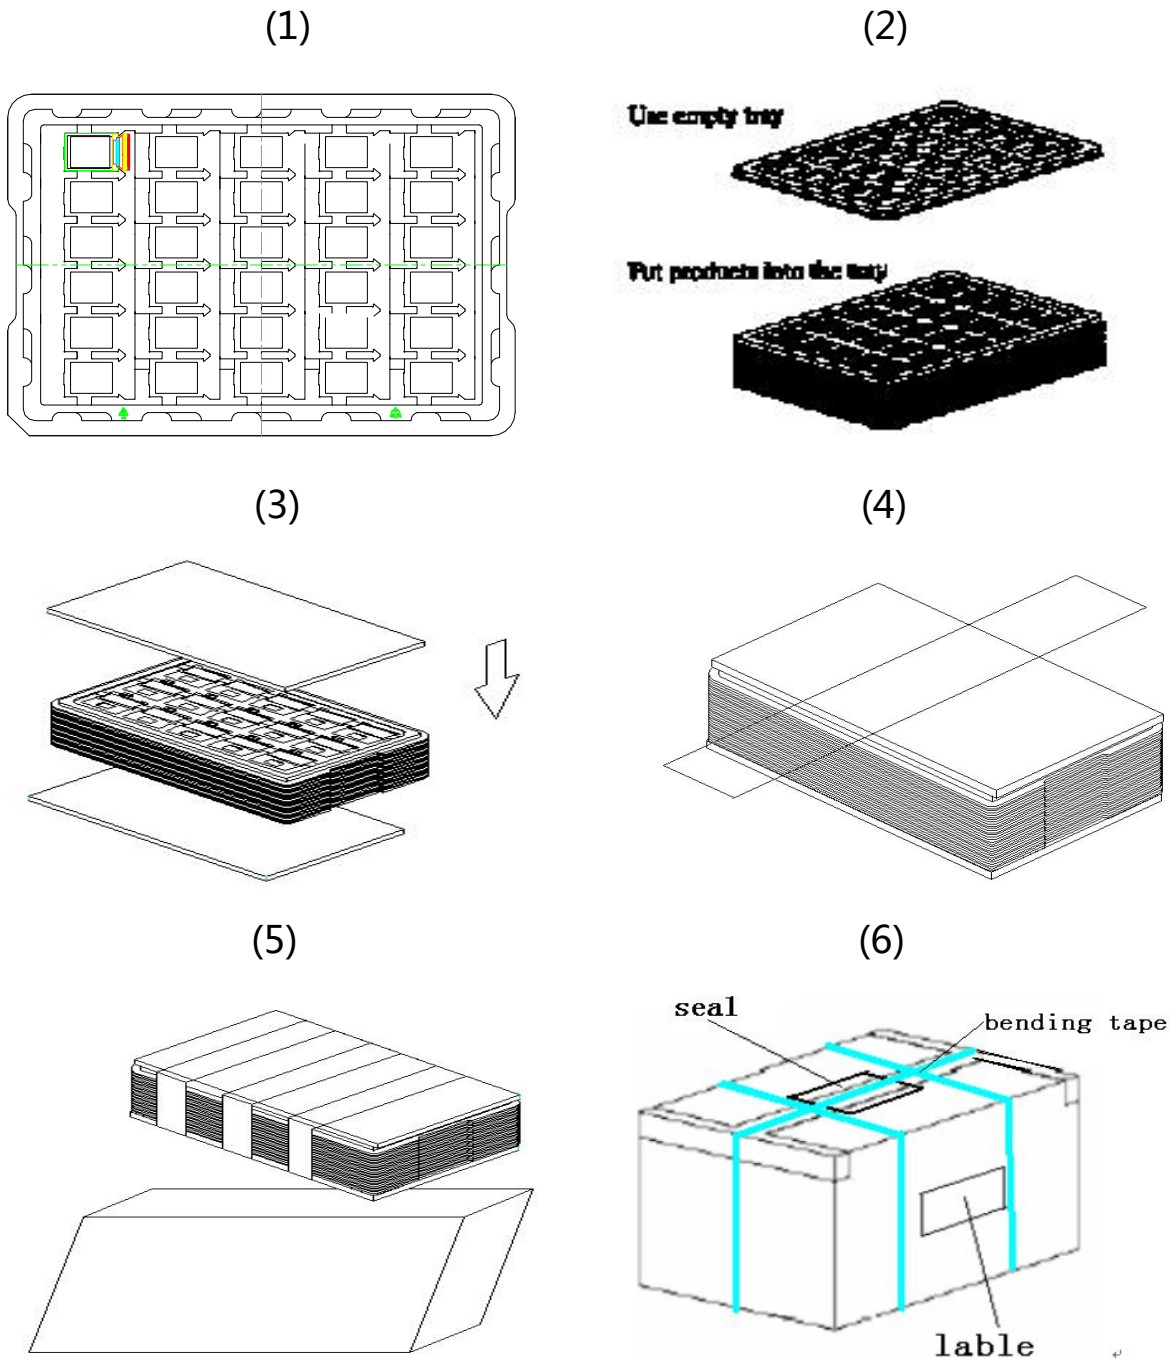 (1)
(2)
Use empty tray
Put products into the tray
(3)
(4)
(5)
(6)
seal
bending tape
lable